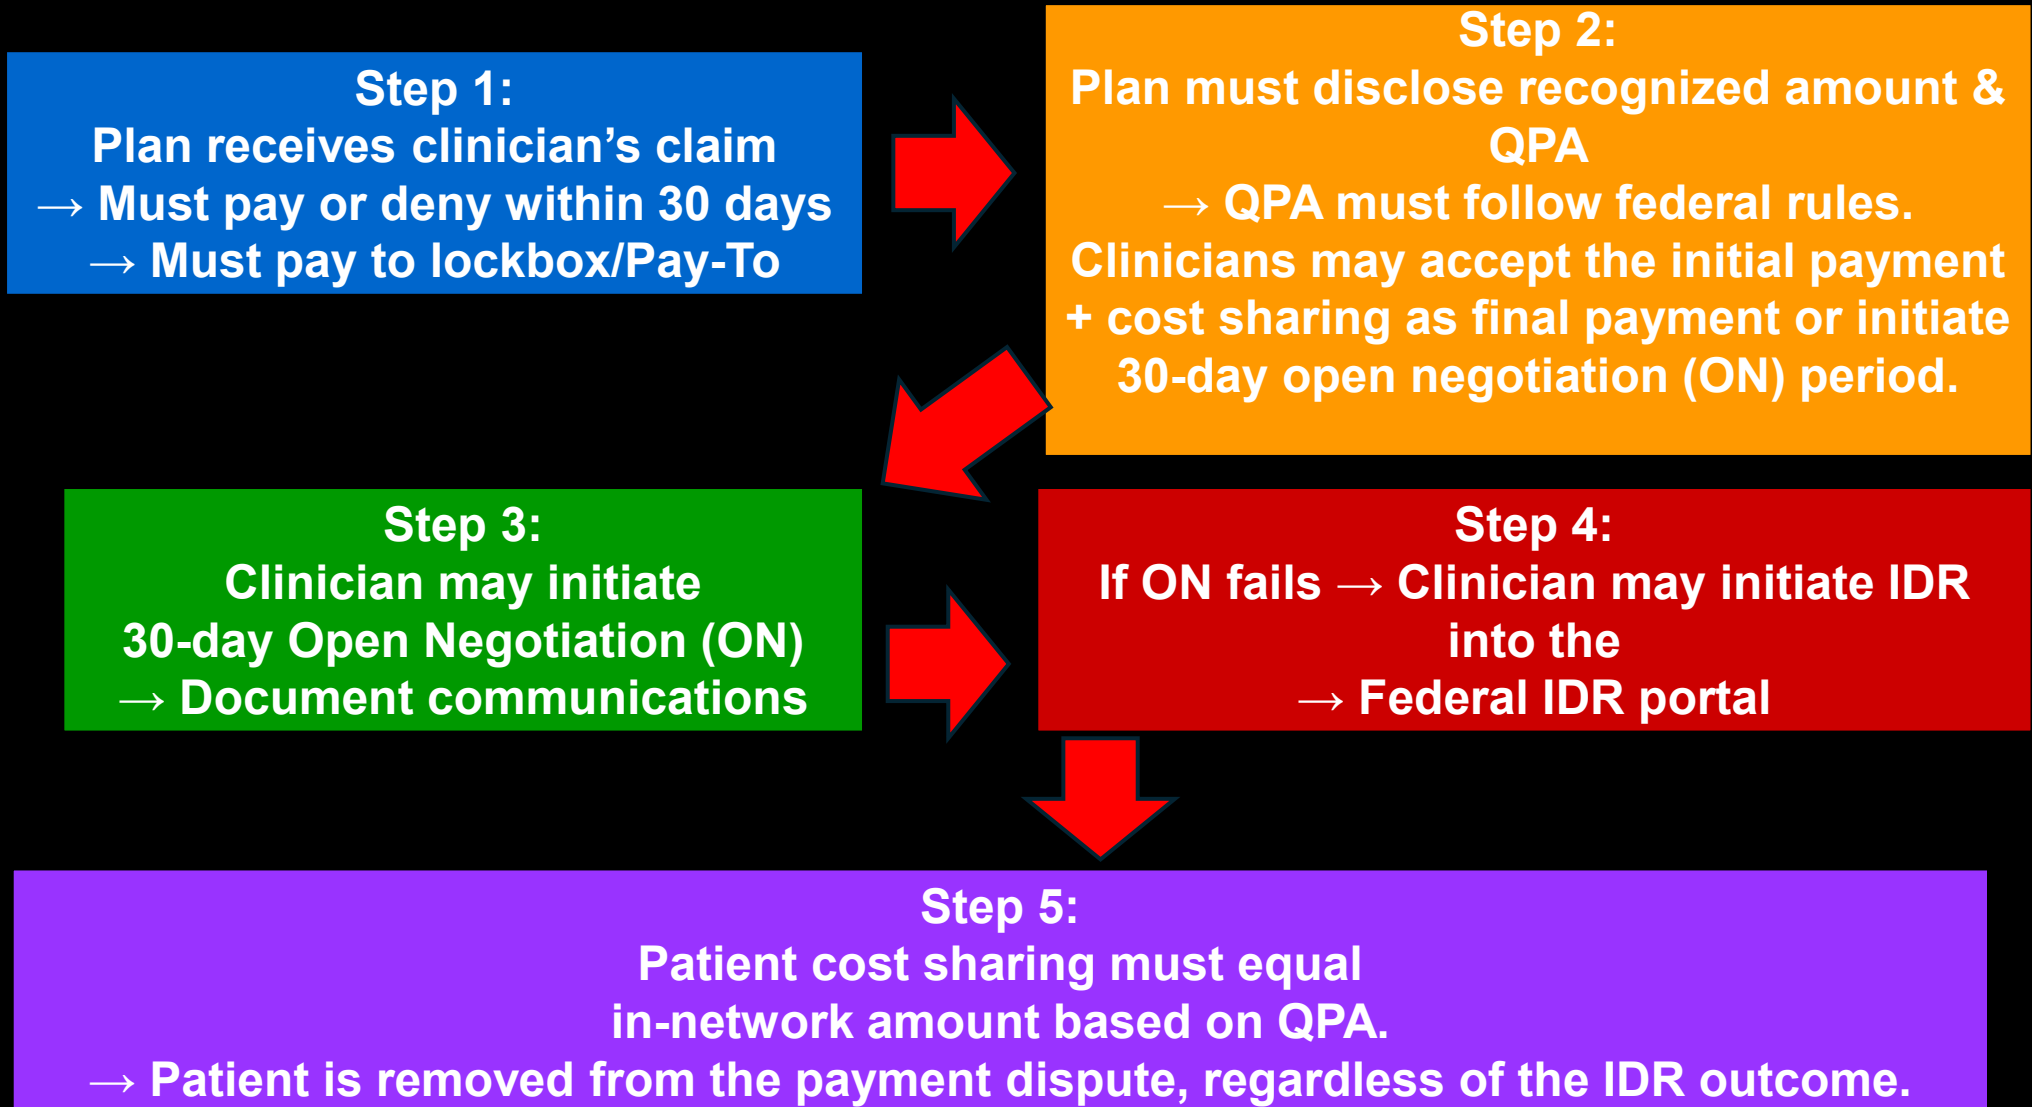 Step 1:
Plan receives clinician’s claim
→ Must pay or deny within 30 days
→ Must pay to lockbox/Pay-To
Step 2:
Plan must disclose recognized amount &
QPA
→ QPA must follow federal rules.
Clinicians may accept the initial payment
+ cost sharing as final payment or initiate
30-day open negotiation (ON) period.
Step 3:
Clinician may initiate
30-day Open Negotiation (ON)
→ Document communications
Step 4:
If ON fails → Clinician may initiate IDR
into the
→ Federal IDR portal
Step 5:
Patient cost sharing must equal
in-network amount based on QPA.
→ Patient is removed from the payment dispute, regardless of the IDR outcome.